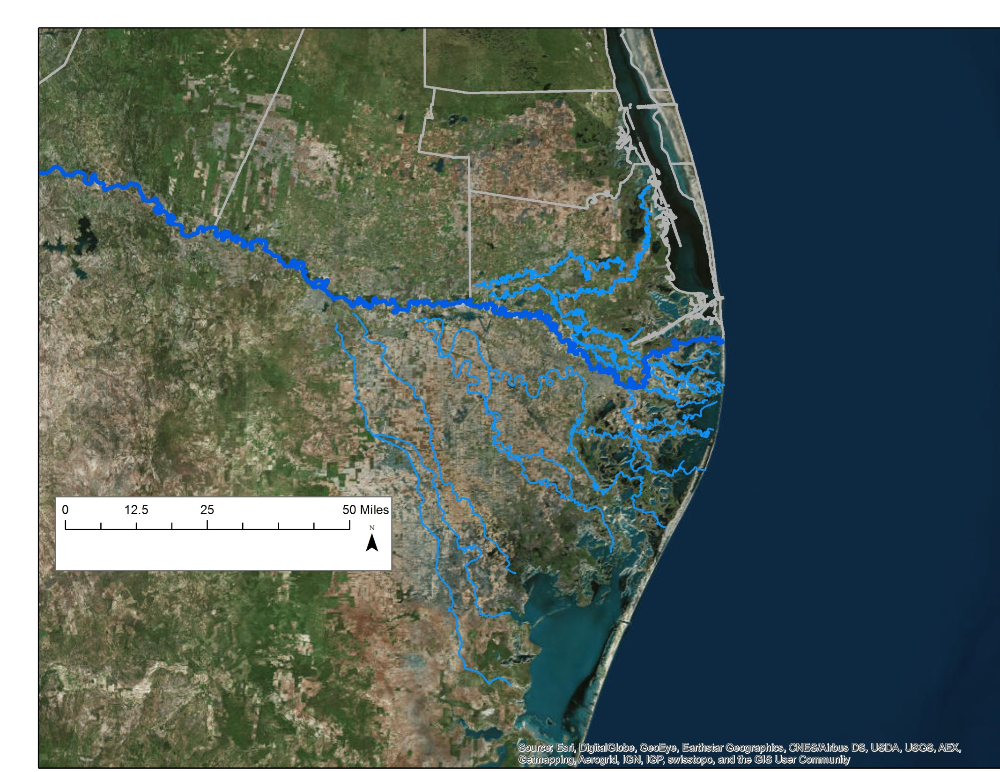 0 12.5 25 50 Miles
N
Source: Esri, DigitalGlobe, GeoEye, Earthstar Geographics, CNES/Airbus DS, USDA, USGS, AEX,
Getmapping, Aerogrid, IGN, IGP, swisstopo, and the GIS User Community